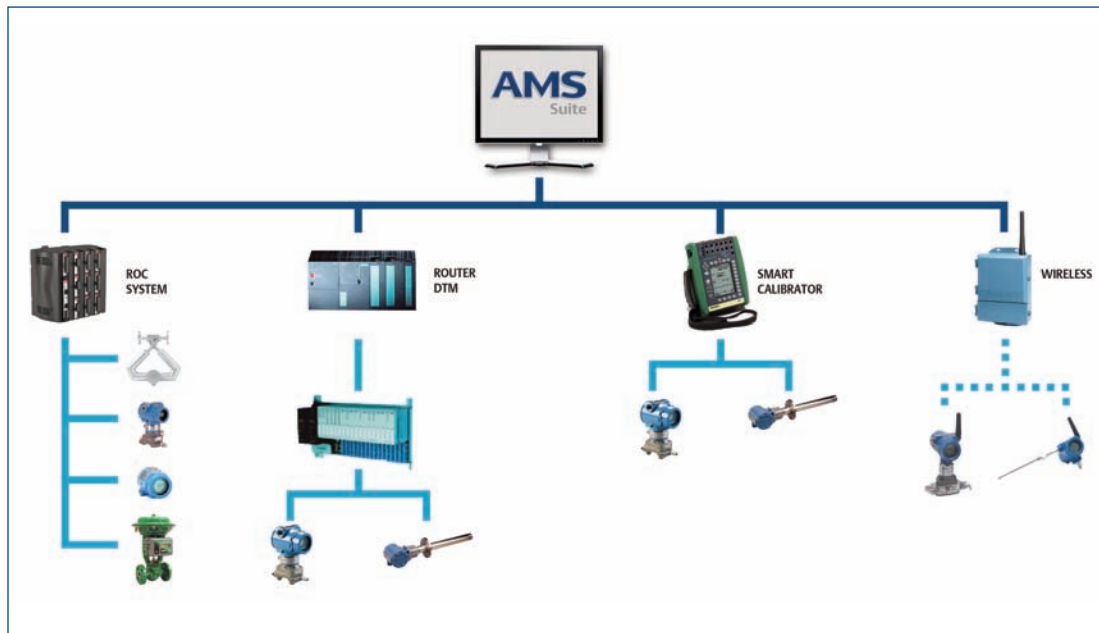 AMS
Suite
ROC
SYSTEM
ROUTER
DTM
SMART
CALIBRATOR
WIRELESS